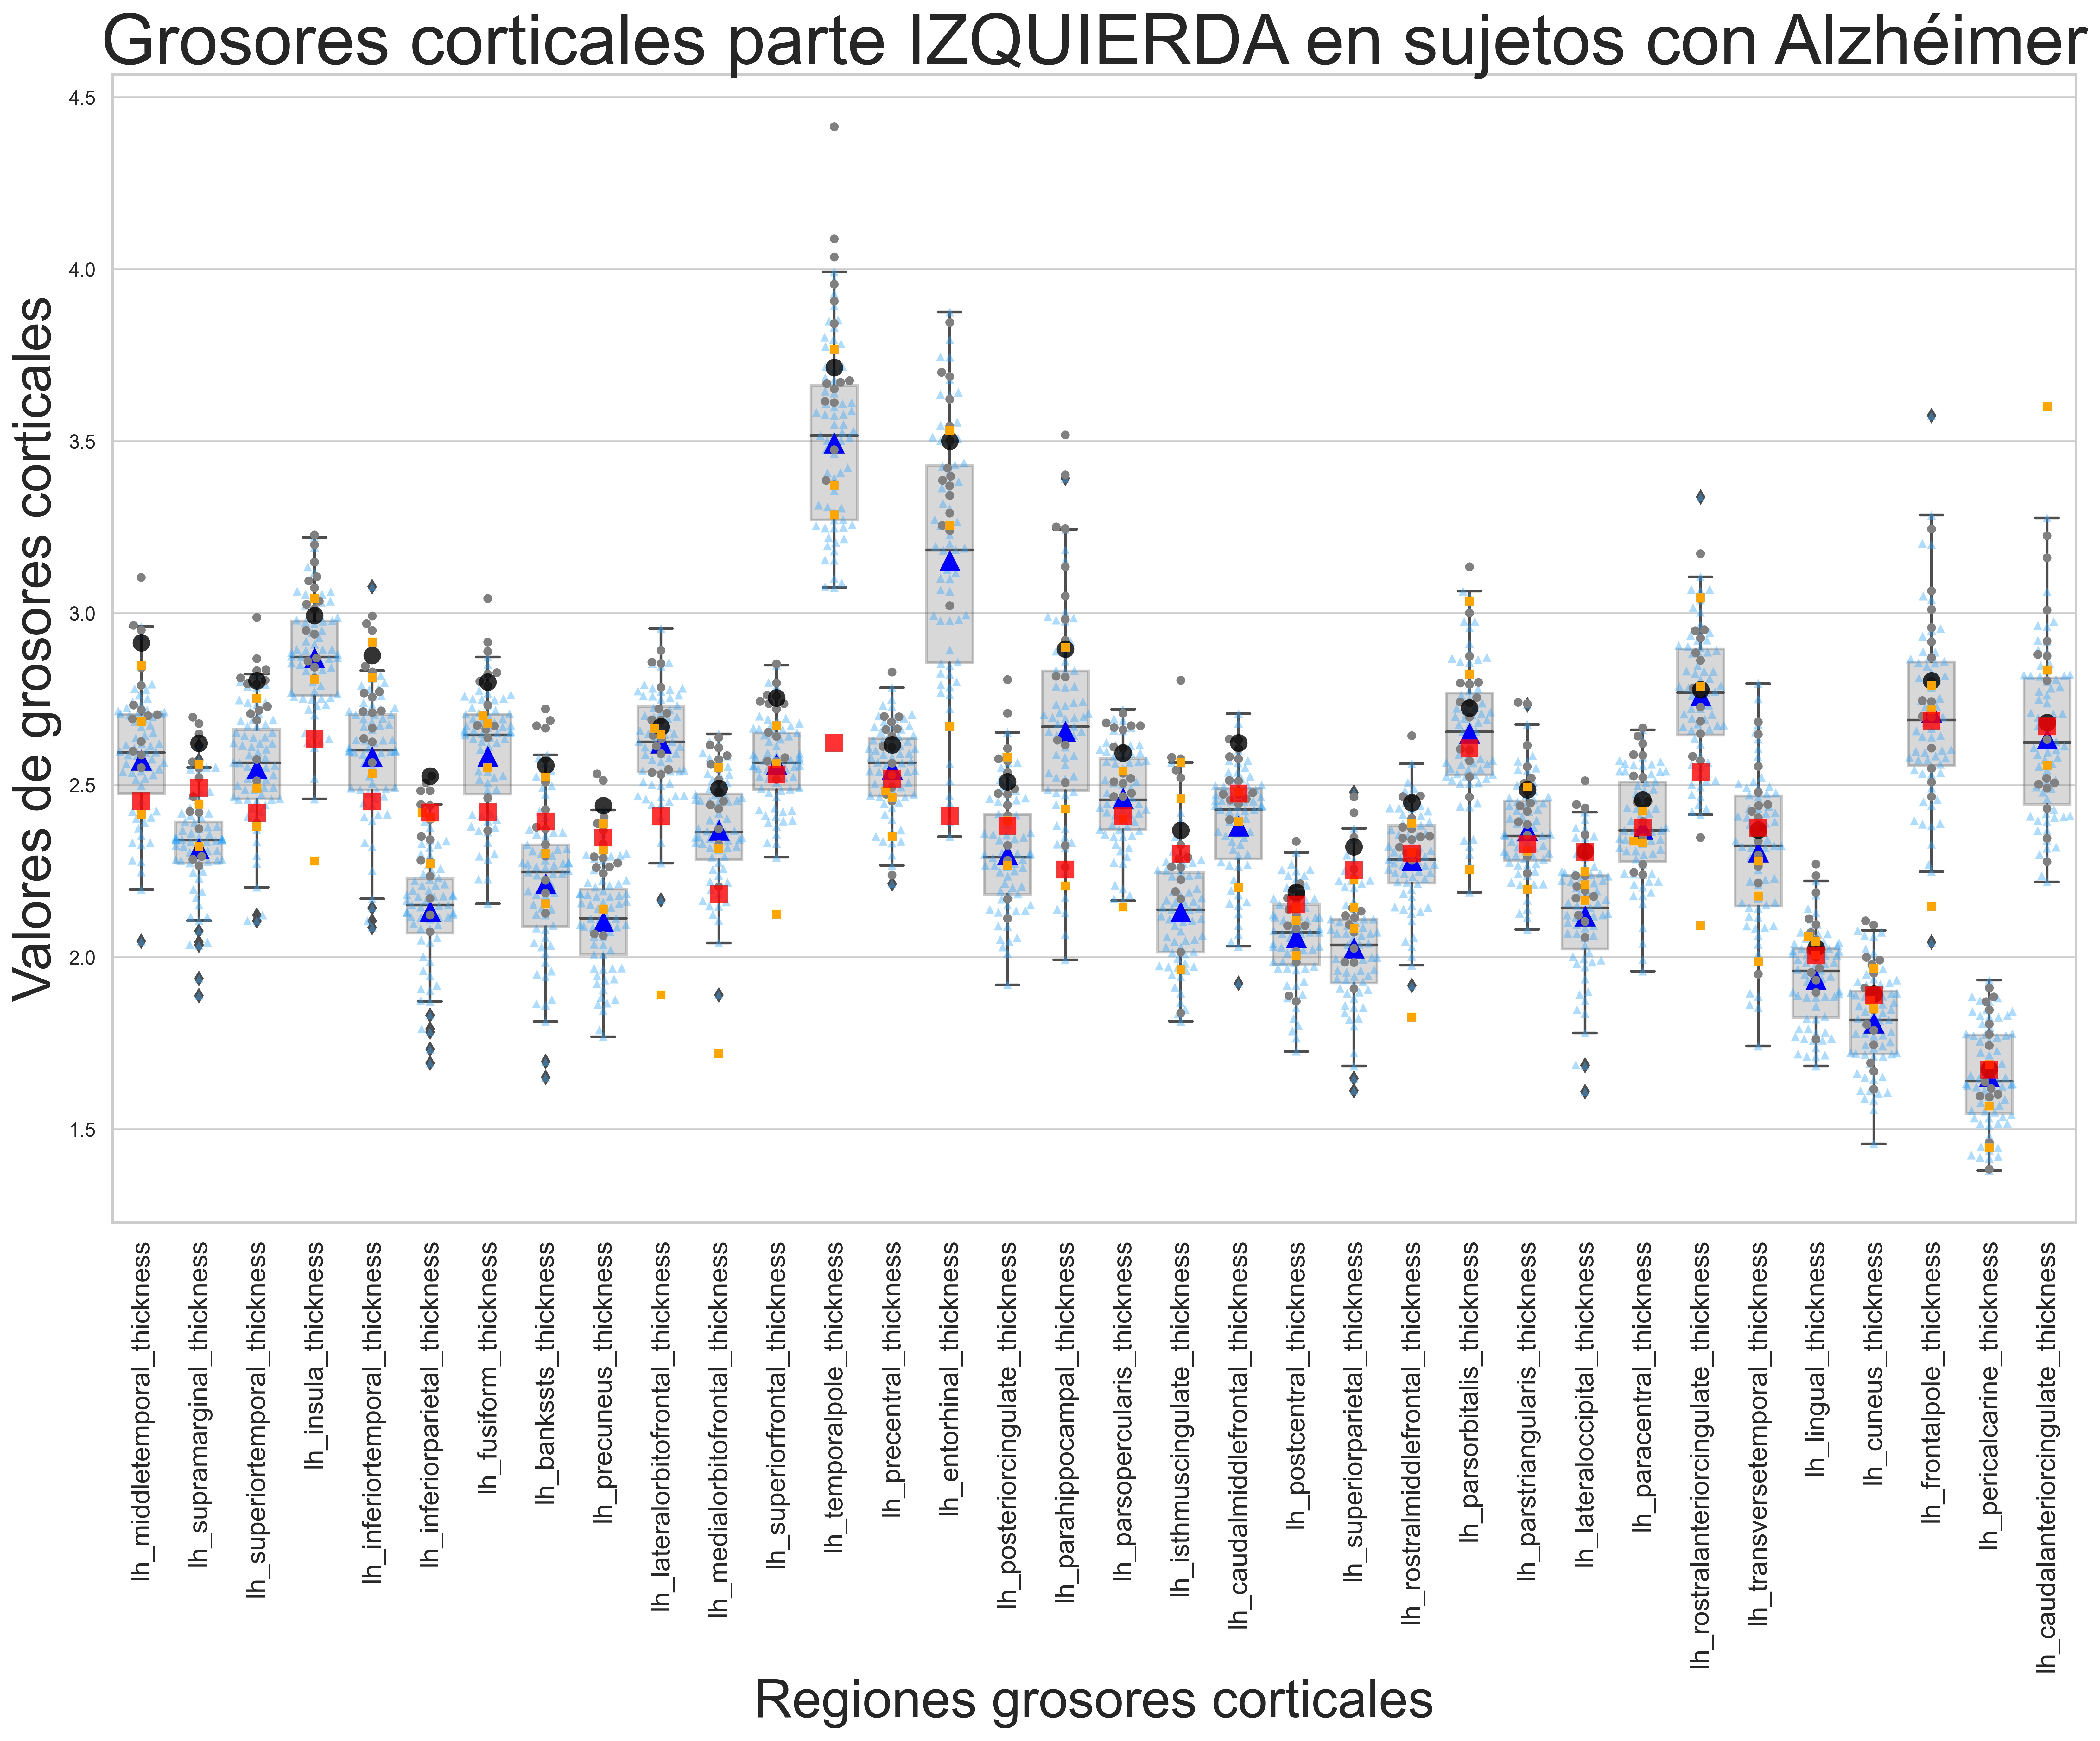 Grosores corticales parte IZQUIERDA en sujetos con Alzhéimer
Valores de grosores corticales
4.5
4.0
3.5
3.0
2.5
2.0
1.5
lh_middletemporal_thickness
lh_supramarginal_thickness
lh_superiortemporal_thickness
lh_insula_thickness
lh_inferiortemporal_thickness
lh_inferiorparietal_thickness
lh_fusiform_thickness
lh_bankssts_thickness
lh_precuneus_thickness
lh_lateralorbitofrontal_thickness
lh_medialorbitofrontal_thickness
lh_superiorfrontal_thickness
lh_temporalpole_thickness
lh_precentral_thickness
lh_entorhinal_thickness
lh_posteriorcingulate_thickness
lh_parahippocampal_thickness
lh_parsopercularis_thickness
lh_isthmuscingulate_thickness
lh_caudalmiddlefrontal_thickness
lh_postcentral_thickness
lh_superiorparietal_thickness
lh_rostralmiddlefrontal_thickness
lh_parsorbitalis_thickness
lh_parstriangularis_thickness
lh_lateraloccipital_thickness
lh_paracentral_thickness
lh_rostralanteriorcingulate_thickness
lh_transversetemporal_thickness
lh_lingual_thickness
lh_cuneus_thickness
lh_frontalpole_thickness
lh_pericalcarine_thickness
lh_caudalanteriorcingulate_thickness
Regiones grosores corticales